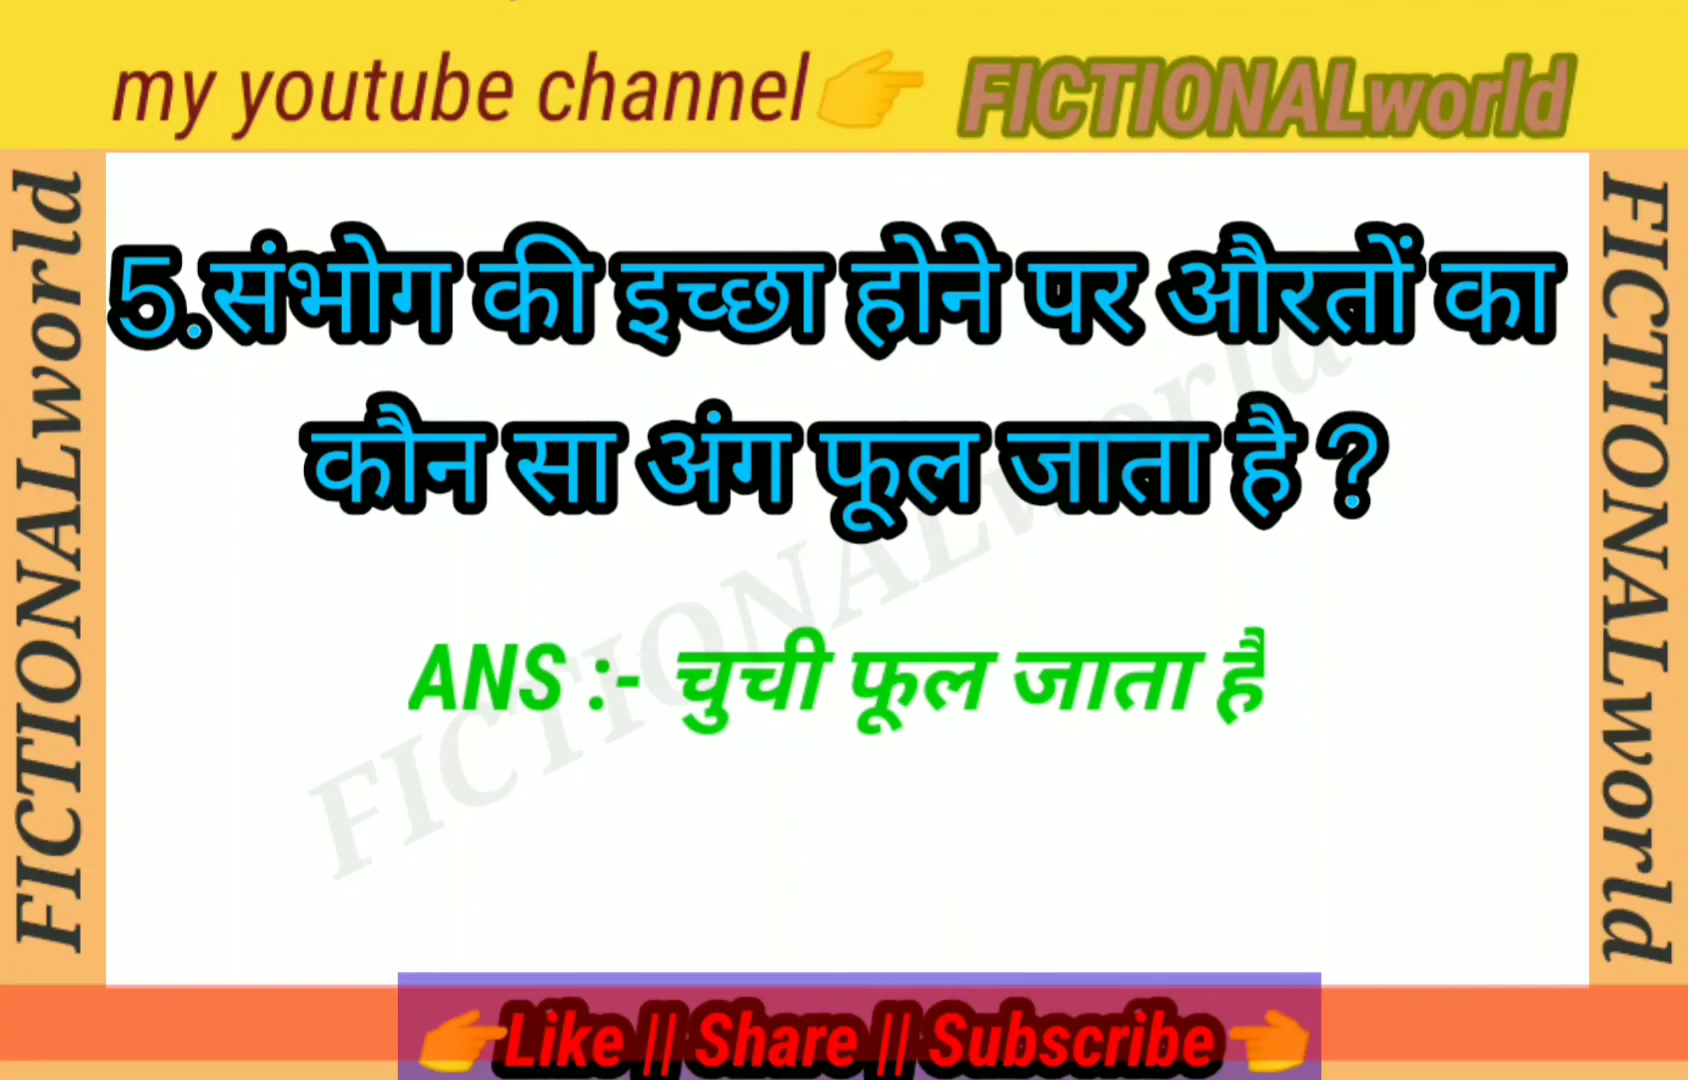 my youtube channel👉 FICTIONALworld
FICTIONALworld
5.संभोग की इच्छा होने पर औरतों का
कौन सा अंग फूल जाता है ?
ANS :- चुची फूल जाता है
FICTIONALworld
FICTIONALworld
👉Like || Share || Subscribe👈